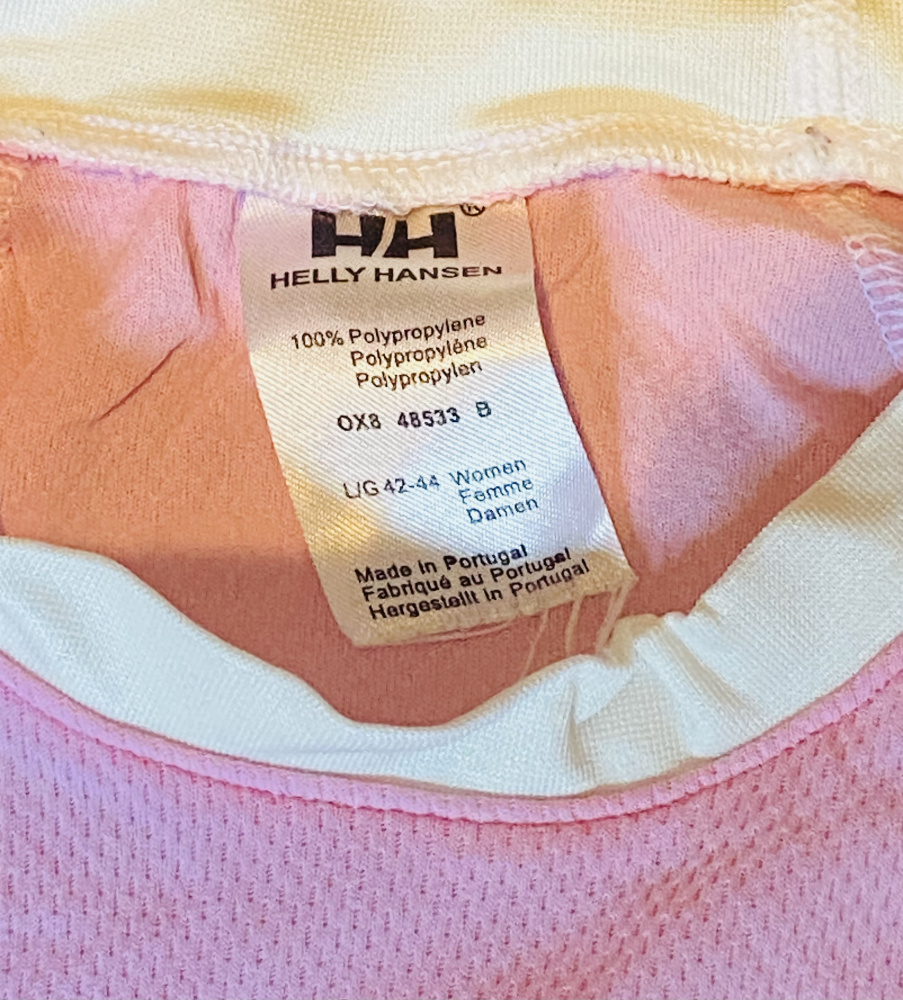 HH®
HELLY HANSEN
100% Polypropylene
Polypropylène
Polypropylen
OX8 48533 B
L/G 42-44 Women
Femme
Damen
Made in Portugal
Fabriqué au Portugal
Hergestellt in Portugal